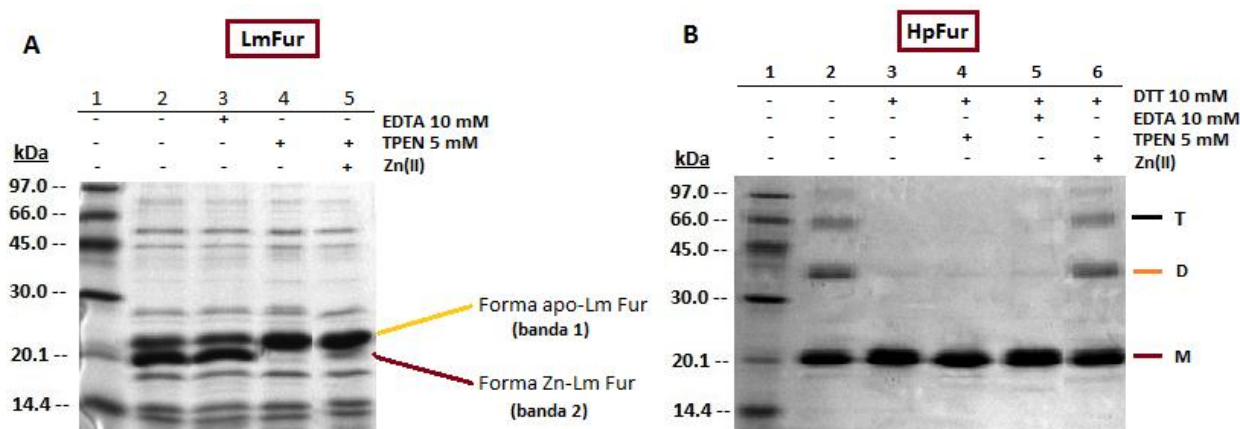 A
LmFur
1 2 3 4 5
- - + - - EDTA 10 mM
- - - + + TPEN 5 mM
- - - - + Zn(II)
kDa
97.0 --
66.0 --
45.0 --
30.0 --
20.1 --
14.4 --
Forma apo-Lm Fur
(banda 1)
Forma Zn-Lm Fur
(banda 2)
B
HpFur
1 2 3 4 5 6
- - + + + + DTT 10 mM
- - - - + - EDTA 10 mM
- - - + - - TPEN 5 mM
- - - - - + Zn(II)
kDa
97.0 --
66.0 --
45.0 --
30.0 --
20.1 --
14.4 --
T
D
M